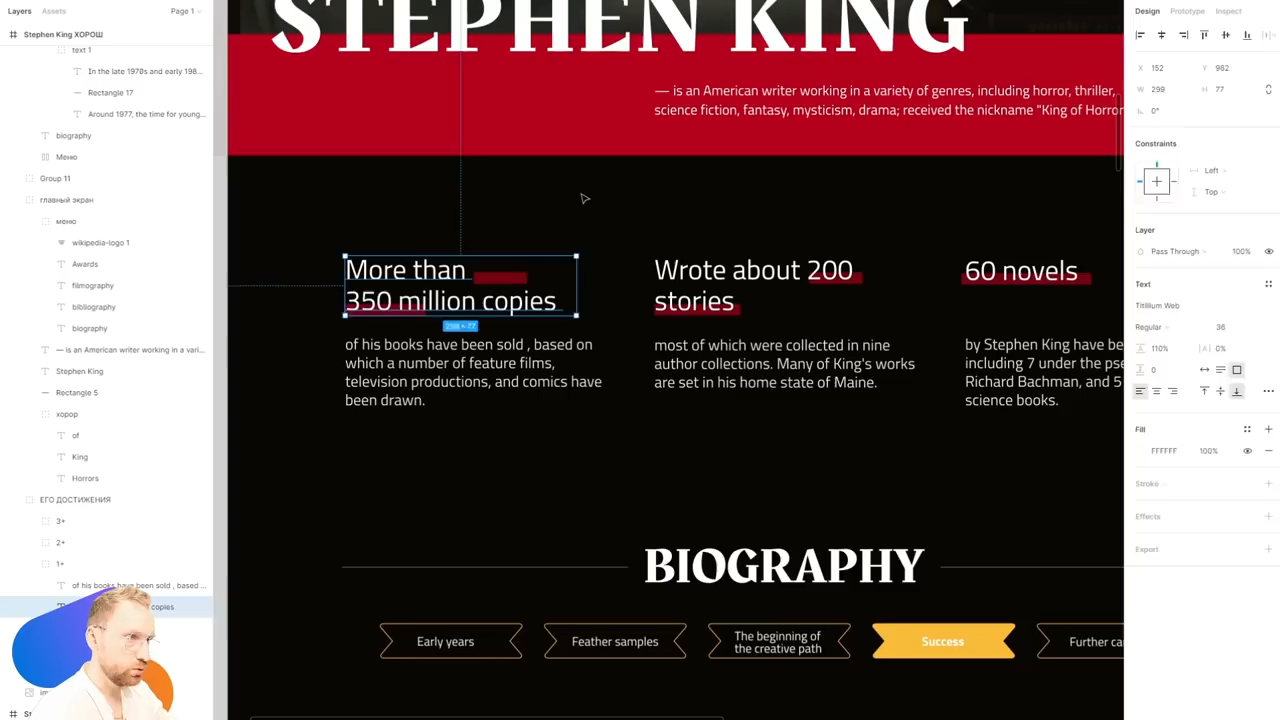 Layers
Assets
Page 1
Stephen King ХОРОШ
text 1
In the late 1970s and early 198...
Rectangle 17
Around 1977, the time for young...
biography
Меню
Group 11
главный экран
меню
wikipedia-logo 1
Awards
filmography
bibliography
biography
— is an American writer working in a vari...
Stephen King
Rectangle 5
хорор
of
King
Horrors
ЕГО ДОСТИЖЕНИЯ
3+
2+
1+
of his books have been sold , based ...
copies
STEPHEN KING
— is an American writer working in a variety of genres, including horror, thriller,
science fiction, fantasy, mysticism, drama; received the nickname "King of Horror
More than
350 million copies
298 × 77
of his books have been sold , based on
which a number of feature films,
television productions, and comics have
been drawn.
Wrote about 200
stories
most of which were collected in nine
author collections. Many of King's works
are set in his home state of Maine.
60 novels
by Stephen King have be
including 7 under the pse
Richard Bachman, and 5
science books.
BIOGRAPHY
Early years
Feather samples
The beginning of
the creative path
Success
Further ca
Design
Prototype
Inspect
X 152
Y 962
W 299
H 77
0°
Constraints
Left
Top
Layer
Pass Through
100%
Text
Titillium Web
Regular
36
110%
0%
0
Fill
FFFFFF
100%
Stroke
Effects
Export